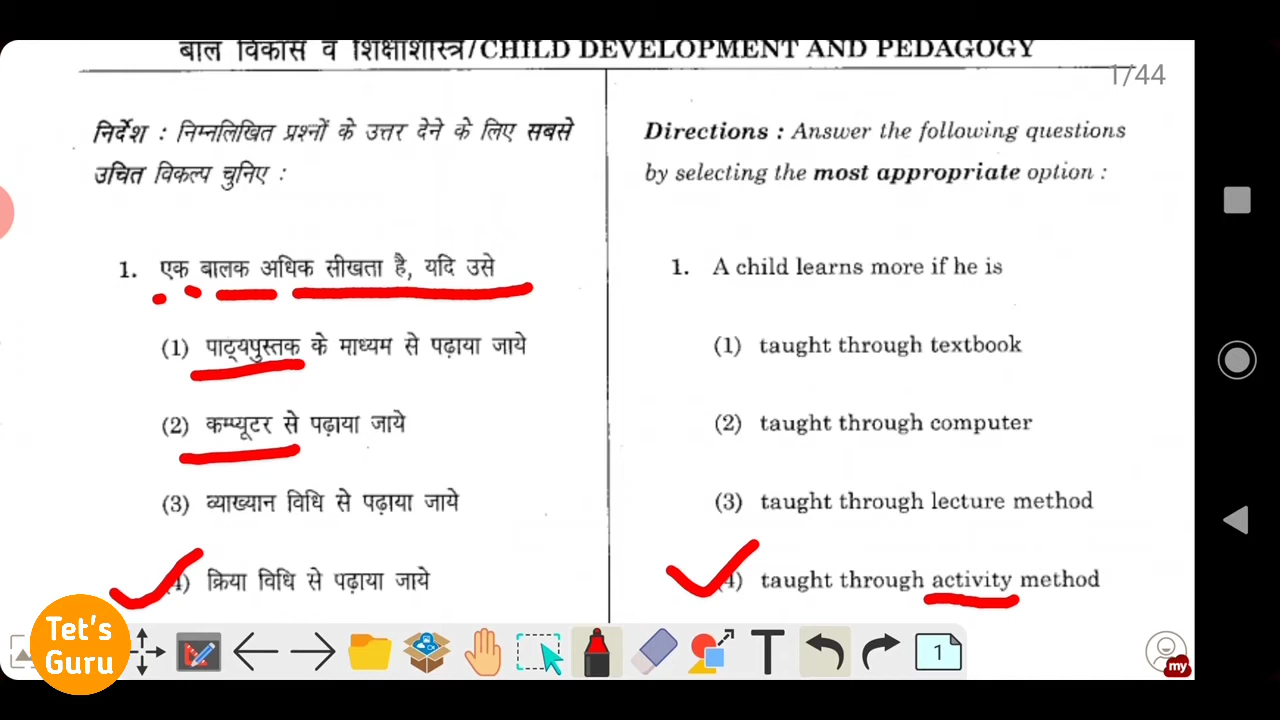 बाल विकास व शिक्षाशास्त्र/CHILD DEVELOPMENT AND PEDAGOGY
1/44
निर्देश : निम्नलिखित प्रश्नों के उत्तर देने के लिए सबसे
उचित विकल्प चुनिए :
1. एक बालक अधिक सीखता है, यदि उसे
(1) पाठ्यपुस्तक के माध्यम से पढ़ाया जाये
(2) कम्प्यूटर से पढ़ाया जाये
(3) व्याख्यान विधि से पढ़ाया जाये
(4) क्रिया विधि से पढ़ाया जाये
Directions : Answer the following questions
by selecting the most appropriate option :
1. A child learns more if he is
(1) taught through textbook
(2) taught through computer
(3) taught through lecture method
(4) taught through activity method
Tet's
Guru
T
1
my